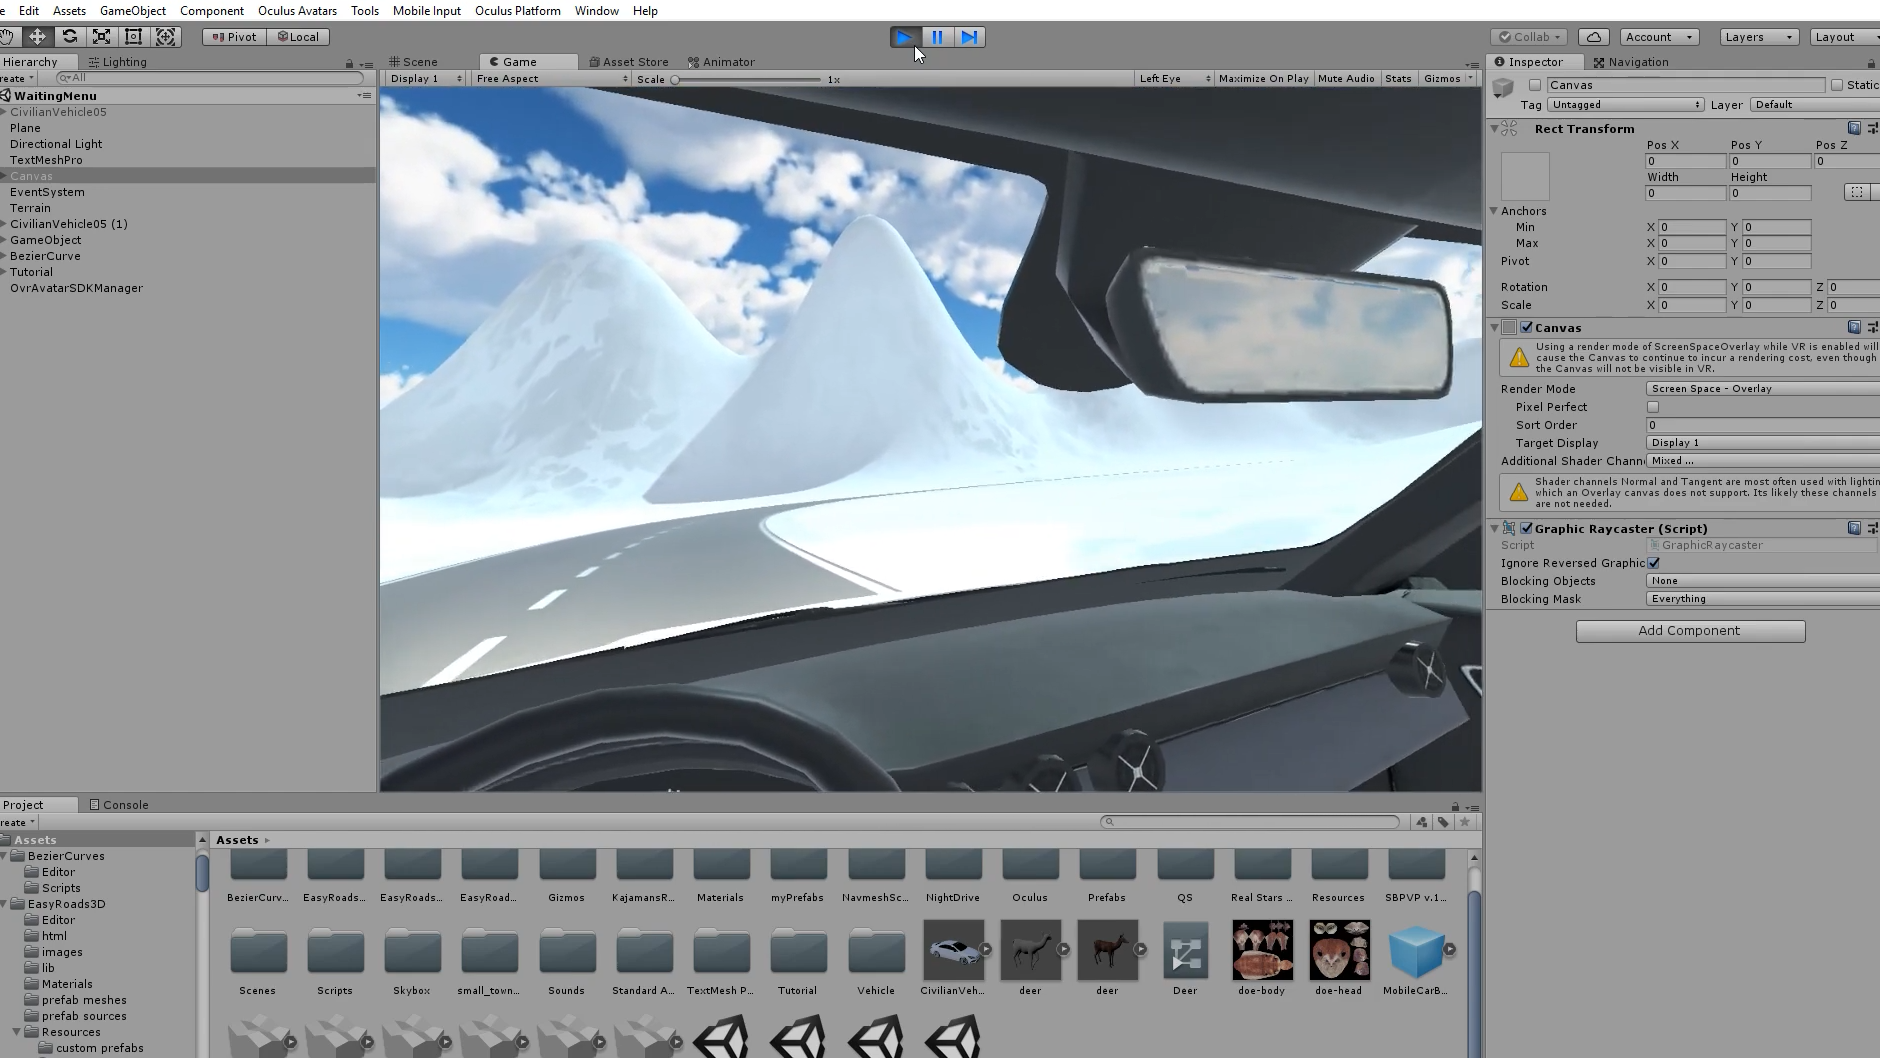 e Edit Assets GameObject Component Oculus Avatars Tools Mobile Input Oculus Platform Window Help
Pivot Local Collab Account Layers Layout
Hierarchy Lighting Scene Game Asset Store Animator Inspector Navigation
reate All Display 1 Free Aspect Scale 1x Left Eye Maximize On Play Mute Audio Stats Gizmos
Canvas Static
Tag Untagged Layer Default
WaitingMenu
CivilianVehicle05
Plane
Directional Light
TextMeshPro
Canvas
EventSystem
Terrain
CivilianVehicle05 (1)
GameObject
BezierCurve
Tutorial
OvrAvatarSDKManager
Rect Transform
Pos X Pos Y Pos Z
0 0 0
Width Height
0 0
Anchors
Min X 0 Y 0
Max X 0 Y 0
Pivot X 0 Y 0
Rotation X 0 Y 0 Z 0
Scale X 0 Y 0 Z 0
Canvas
Using a render mode of ScreenSpaceOverlay while VR is enabled will
cause the Canvas to continue to incur a rendering cost, even though
the Canvas will not be visible in VR.
Render Mode Screen Space - Overlay
Pixel Perfect
Sort Order 0
Target Display Display 1
Additional Shader Chann Mixed ...
Shader channels Normal and Tangent are most often used with lightin
which an Overlay canvas does not support. Its likely these channels
are not needed.
Graphic Raycaster (Script)
Script GraphicRaycaster
Ignore Reversed Graphic
Blocking Objects None
Blocking Mask Everything
Add Component
Project Console
reate
Assets
BezierCurves
Editor
Scripts
EasyRoads3D
Editor
html
images
lib
Materials
prefab meshes
prefab sources
Resources
custom prefabs
Assets
BezierCurv... EasyRoads... EasyRoads... EasyRoad... Gizmos KajamansR... Materials myPrefabs NavmeshSc... NightDrive Oculus Prefabs QS Real Stars ... Resources SBPVP v.1...
Scenes Scripts Skybox small_town... Sounds Standard A... TextMesh P... Tutorial Vehicle CivilianVeh... deer deer Deer doe-body doe-head MobileCarB...